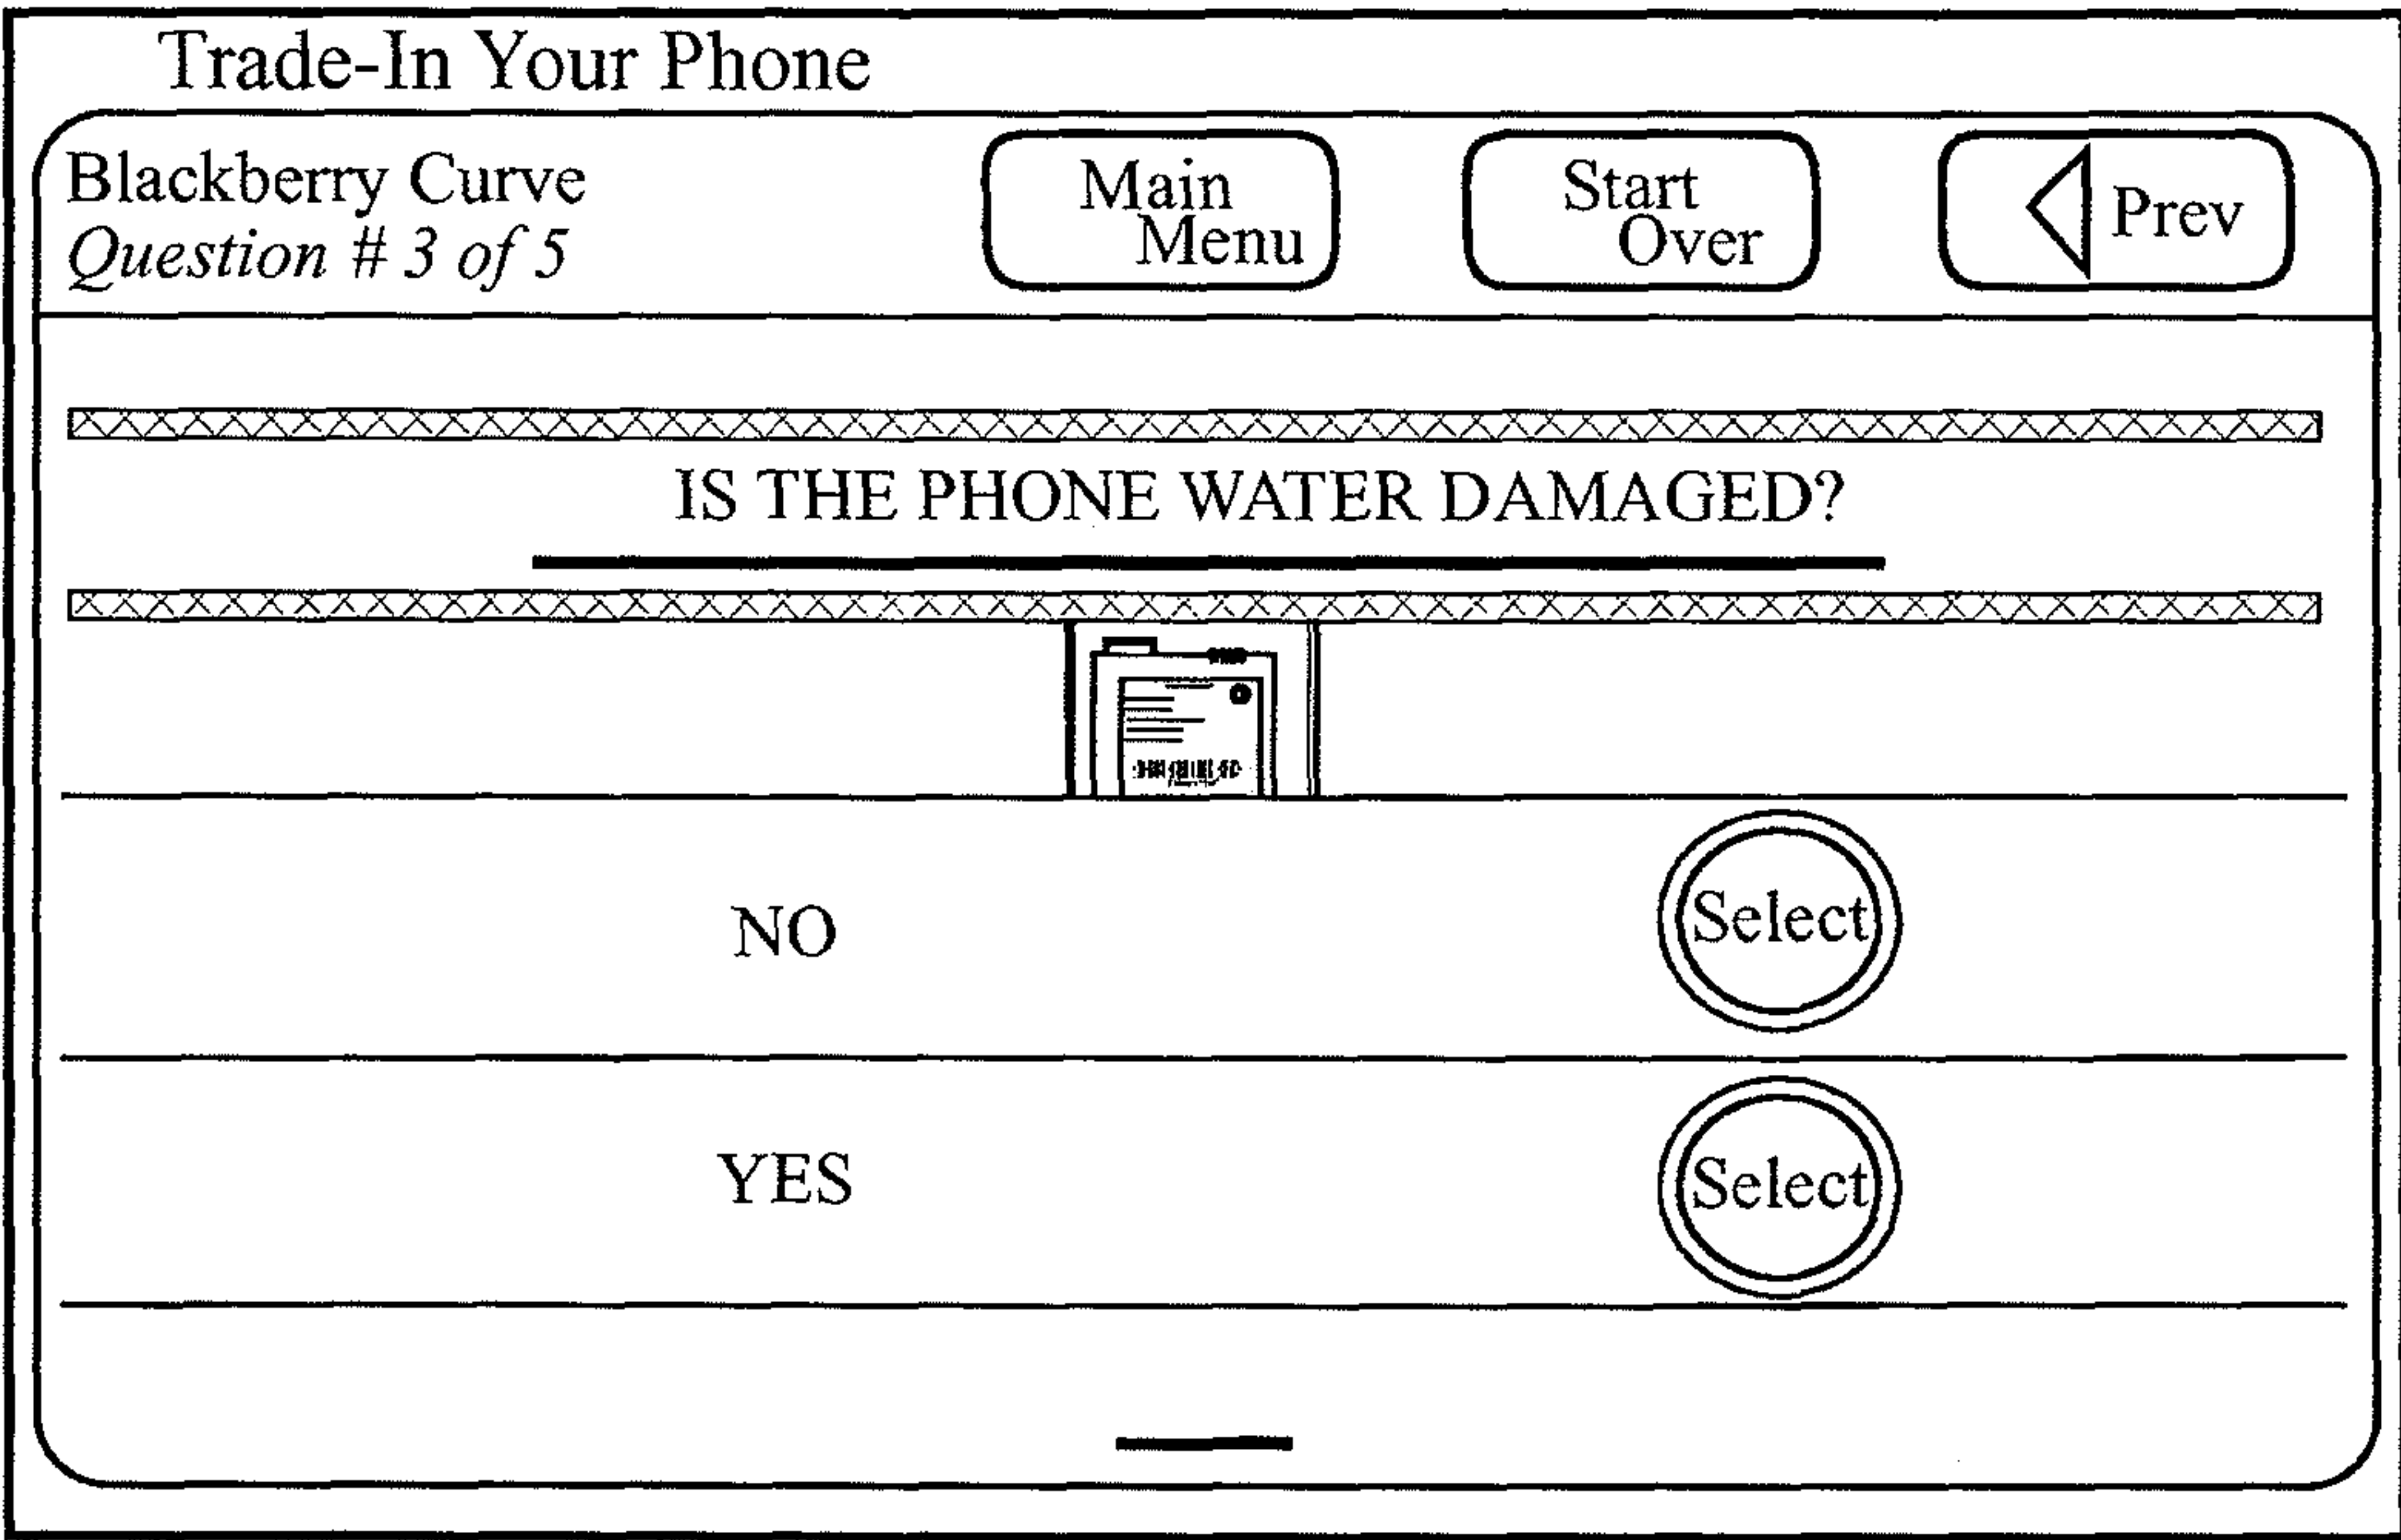 Trade-In Your Phone
Blackberry Curve
Question # 3 of 5
Main
Menu
Start
Over
Prev
IS THE PHONE WATER DAMAGED?
NO
Select
YES
Select